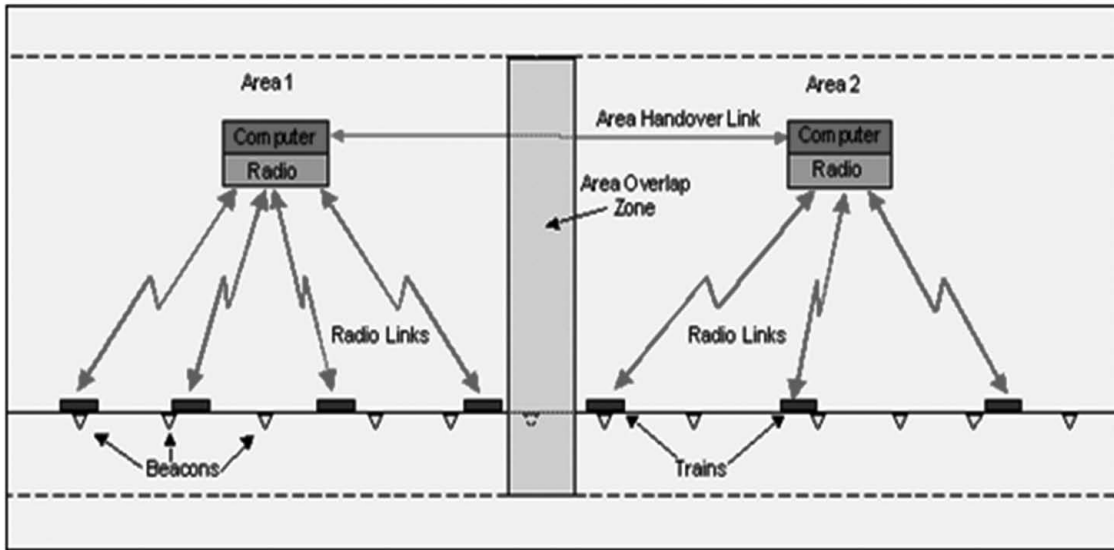 Area 1
Area 2
Computer
Radio
Area Handover Link
Computer
Radio
Area Overlap
Zone
Radio Links
Radio Links
Beacons
Trains